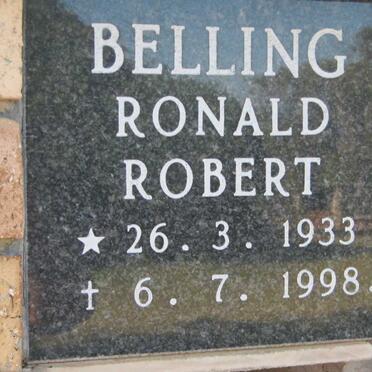 BELLING
RONALD
ROBERT
★ 26. 3. 1933
† 6. 7. 1998.